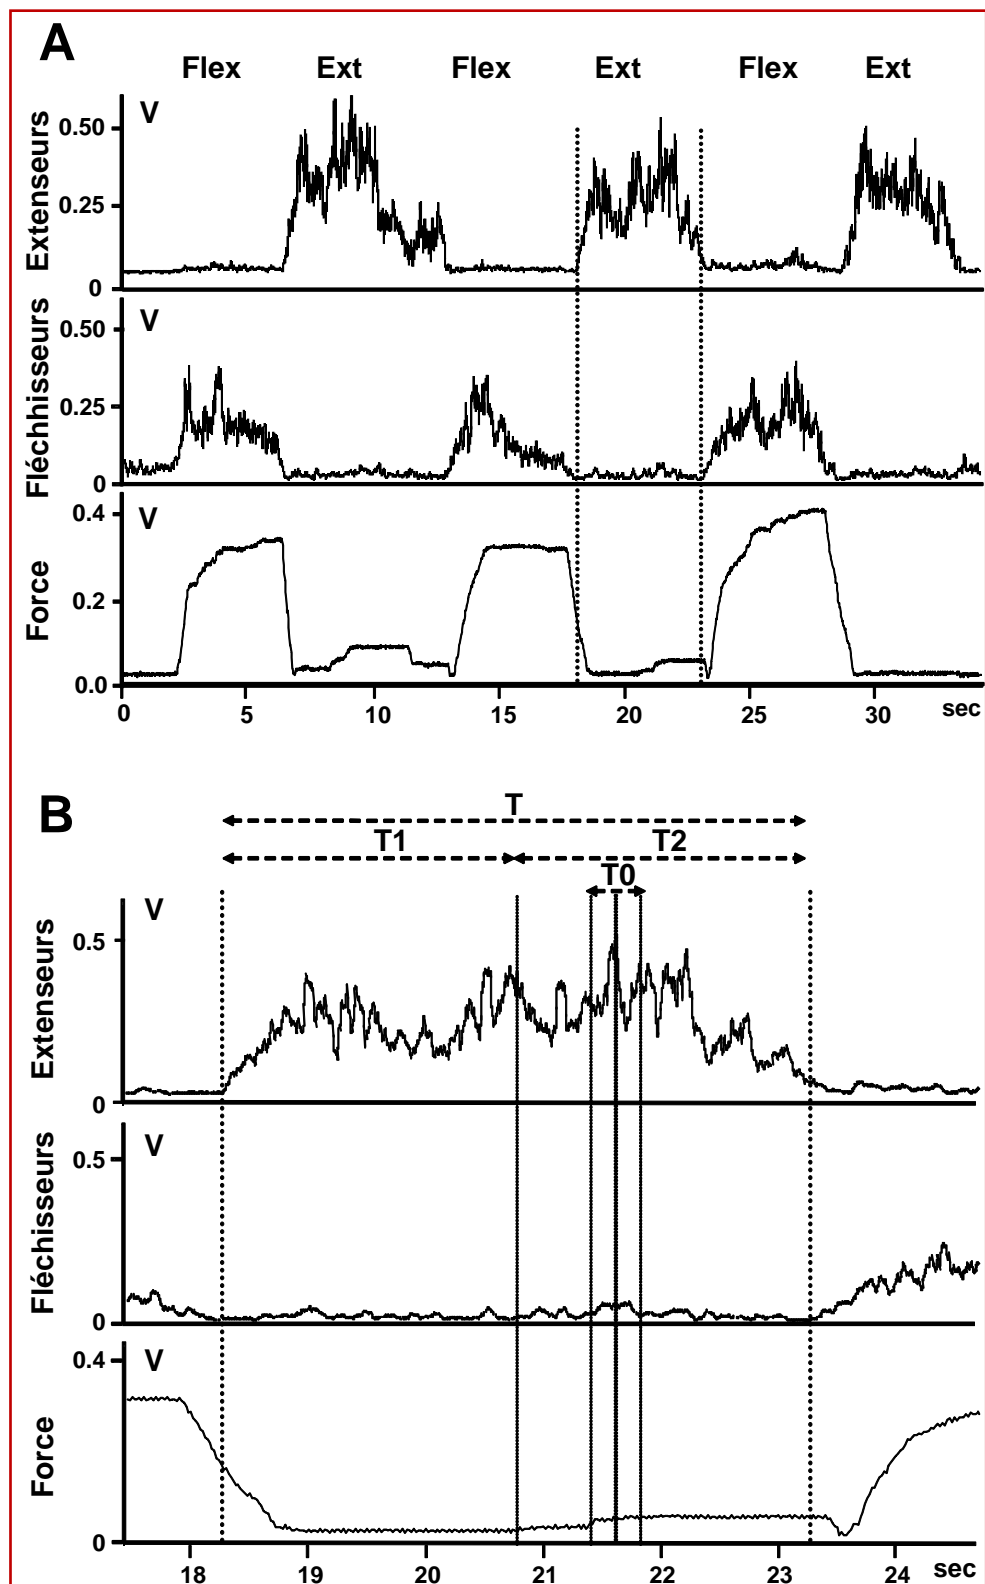 A
Flex Ext Flex Ext Flex Ext
Extenseurs
V
0.50
0.25
0
Fléchhisseurs
V
0.50
0.25
0
Force
V
0.4
0.2
0.0
0 5 10 15 20 25 30 sec
B
T
T1 T2
T0
Extenseurs
V
0.5
0
Fléchisseurs
V
0.5
0
Force
V
0.4
0
18 19 20 21 22 23 24 sec